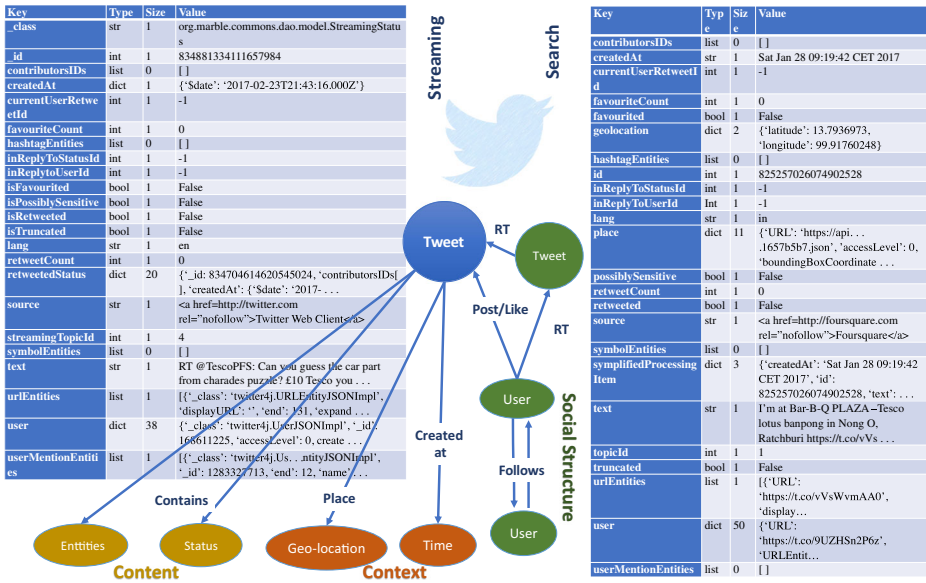 Key Type Size Value
_class str 1 org.marble.commons.dao.model.StreamingStatu
s
_id int 1 834881334111657984
contributorsIDs list 0 [ ]
createdAt dict 1 {‘$date’: ‘2017-02-23T21:43:16.000Z’}
currentUserRetwe int 1 -1
etId
favouriteCount int 1 0
hashtagEntities list 0 [ ]
inReplyToStatusId int 1 -1
inReplytoUserId int 1 -1
isFavourited bool 1 False
isPossiblySensitive bool 1 False
isRetweeted bool 1 False
isTruncated bool 1 False
lang str 1 en
retweetCount int 1 0
retweetedStatus dict 20 {‘_id: 834704614620545024, ‘contributorsIDs[
], ‘createdAt: {‘$date: ‘2017- . . .
source str 1 <a href=http://twitter.com
rel=”nofollow”>Twitter Web Client</a>
streamingTopicId int 1 4
symbolEntities list 0 [ ]
text str 1 RT @TescoPFS: Can you guess the car part
from charades puzzle? £10 Tesco you . . .
urlEntities list 1 [{‘_class’: ‘twitter4j.URLEntityJSONImpl’,
‘displayURL: ‘’, ‘end’: 131, ‘expand . . .
user dict 38 {‘_class’: ‘twitter4j.UserJSONImpl’, ‘_id’:
168611225, ‘accessLevel: 0, create . . .
userMentionEntiti list 1 [{‘_class’: ‘twitter4j.Us. . .ntityJSONImpl’,
es ‘_id’: 1283327713, ‘end’: 12, ‘name’. . .
Streaming
Search
Tweet
RT
Tweet
Post/Like
RT
User
Social Structure
Created
at
Follows
Place
Contains
User
Entities
Status
Geo-location
Time
Content
Context
Key Typ Siz Value
e e
contributorsIDs list 0 [ ]
createdAt str 1 Sat Jan 28 09:19:42 CET 2017
currentUserRetweetI int 1 -1
d
favouriteCount int 1 0
favourited bool 1 False
geolocation dict 2 {‘latitude’: 13.7936973,
‘longitude’: 99.91760248}
hashtagEntities list 0 [ ]
id int 1 825257026074902528
inReplyToStatusId int 1 -1
inReplyToUserId Int 1 -1
lang str 1 in
place dict 11 {‘URL’: ‘https://api. . .
.1657b5b7.json’, ’accessLevel’: 0,
‘boundingBoxCoordinate . . .
possiblySensitive bool 1 False
retweetCount int 1 0
retweeted bool 1 False
source str 1 <a href=http://foursquare.com
rel=”nofollow”>Foursquare</a>
symbolEntities list 0 [ ]
symplifiedProcessing dict 3 {‘createdAt’: ‘Sat Jan 28 09:19:42
Item CET 2017’, ‘id’:
825257026074902528, ‘text’: . . .
text str 1 I’m at Bar-B-Q PLAZA –Tesco
lotus banpong in Nong O,
Ratchburi https://t.co/vVs . . .
topicId int 1 1
truncated bool 1 False
urlEntities list 1 [{‘URL’:
‘https://t.co/vVsWvmAA0’,
‘display…
user dict 50 {‘URL’:
‘https://t.co/9UZHSn2P6z’,
‘URLEntit…
userMentionEntities list 0 [ ]